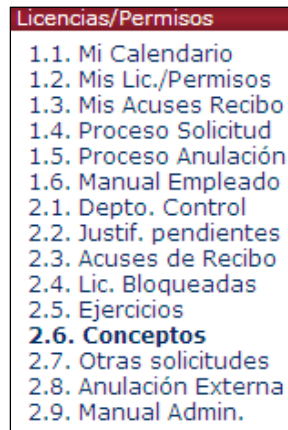 Licencias/Permisos
1.1. Mi Calendario
1.2. Mis Lic./Permisos
1.3. Mis Acuses Recibo
1.4. Proceso Solicitud
1.5. Proceso Anulación
1.6. Manual Empleado
2.1. Depto. Control
2.2. Justif. pendientes
2.3. Acuses de Recibo
2.4. Lic. Bloqueadas
2.5. Ejercicios
2.6. Conceptos
2.7. Otras solicitudes
2.8. Anulación Externa
2.9. Manual Admin.